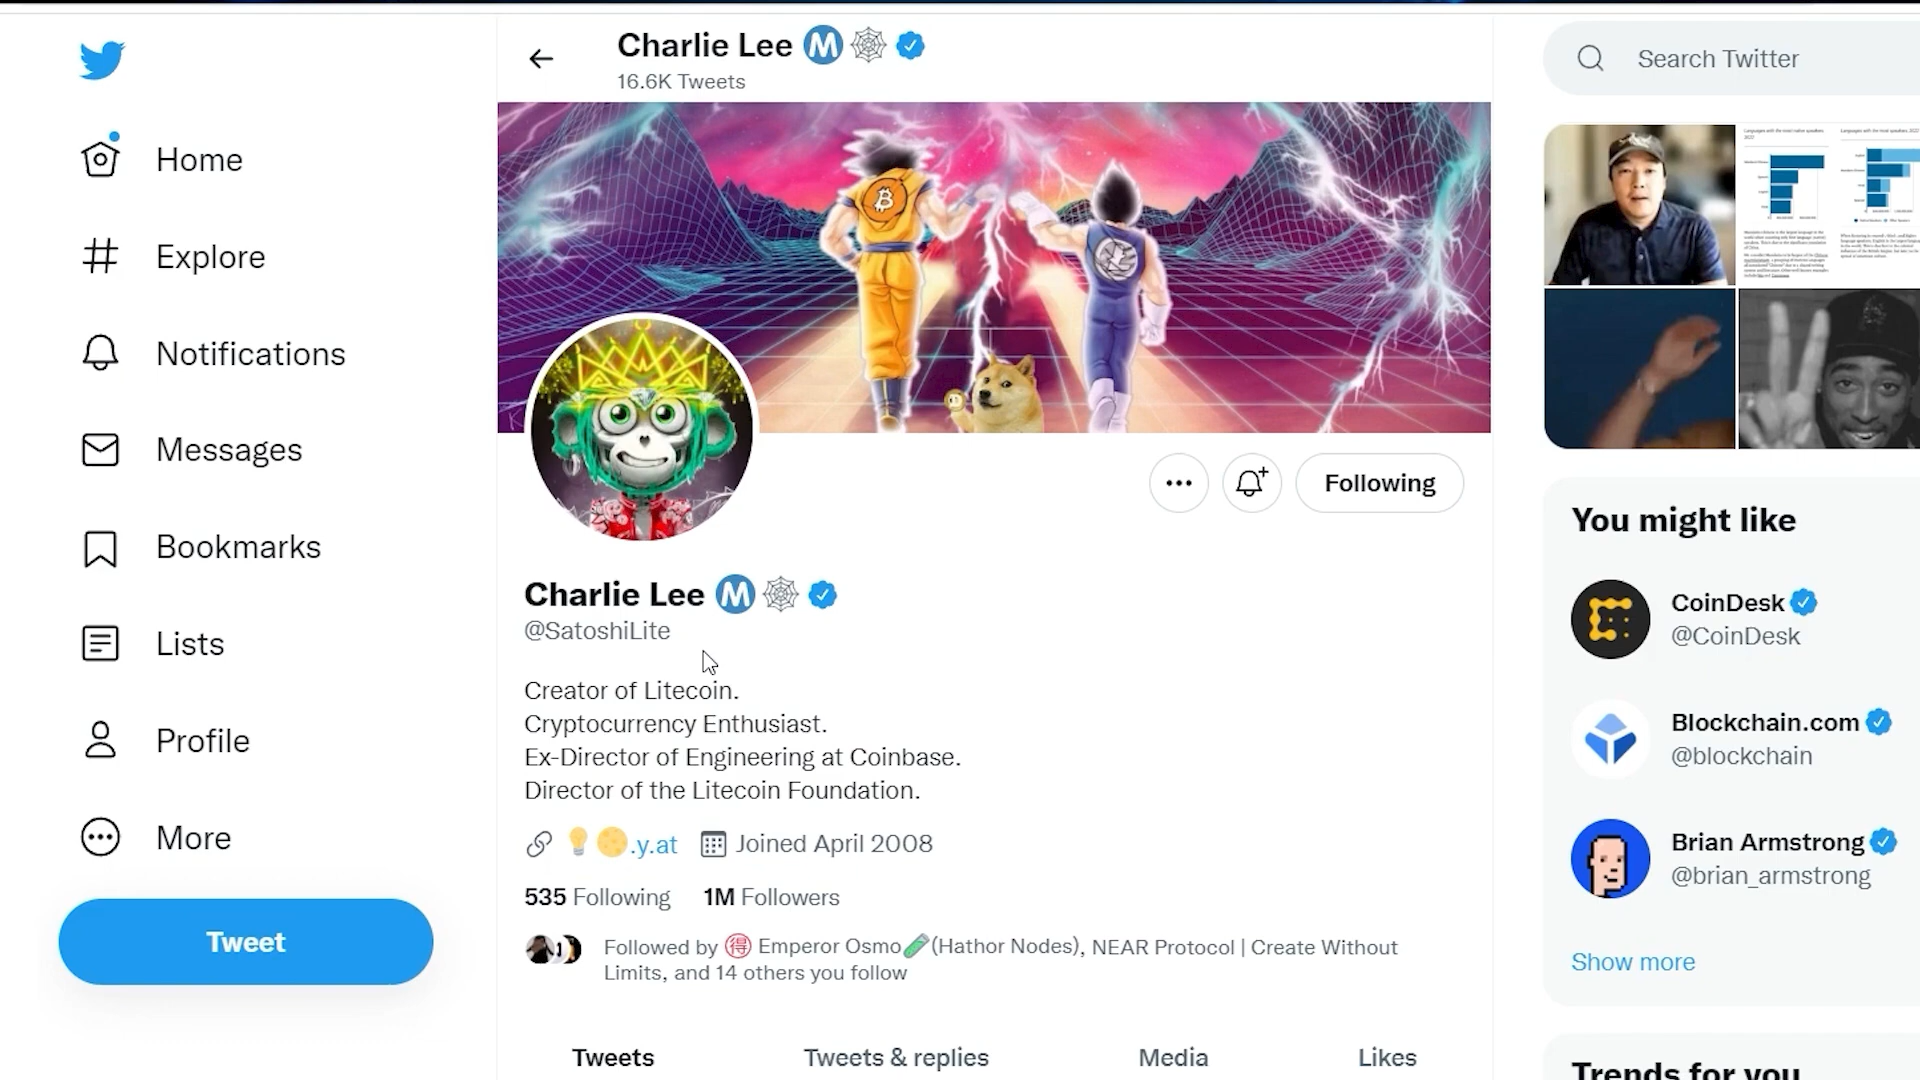 Charlie Lee
16.6K Tweets
Search Twitter
Home
Explore
Notifications
Messages
Bookmarks
Lists
Profile
More
Tweet
Following
Charlie Lee
@SatoshiLite
Creator of Litecoin.
Cryptocurrency Enthusiast.
Ex-Director of Engineering at Coinbase.
Director of the Litecoin Foundation.
.y.at
Joined April 2008
535 Following
1M Followers
Followed by 得 Emperor Osmo (Hathor Nodes), NEAR Protocol | Create Without
Limits, and 14 others you follow
Tweets
Tweets & replies
Media
Likes
You might like
CoinDesk
@CoinDesk
Blockchain.com
@blockchain
Brian Armstrong
@brian_armstrong
Show more
Trends for you